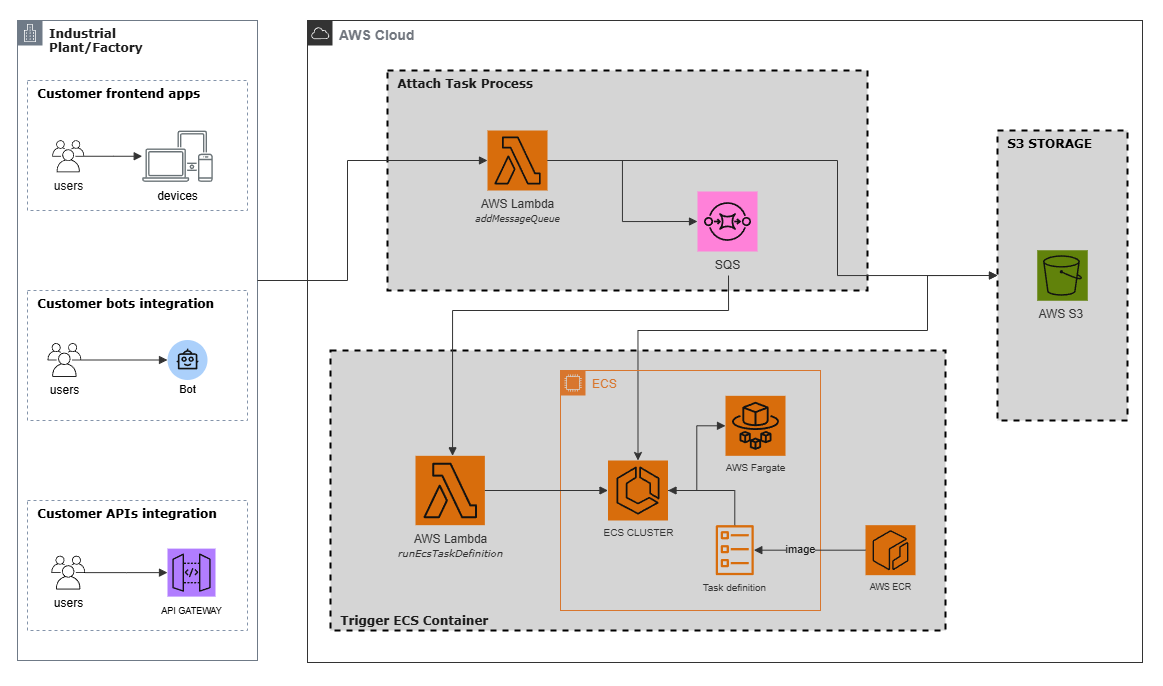 Industrial
Plant/Factory
Customer frontend apps
users
devices
Customer bots integration
users
Bot
Customer APIs integration
users
API GATEWAY
AWS Cloud
Attach Task Process
AWS Lambda
addMessageQueue
SQS
S3 STORAGE
AWS S3
ECS
AWS Fargate
AWS Lambda
runEcsTaskDefinition
ECS CLUSTER
image
Task definition
AWS ECR
Trigger ECS Container